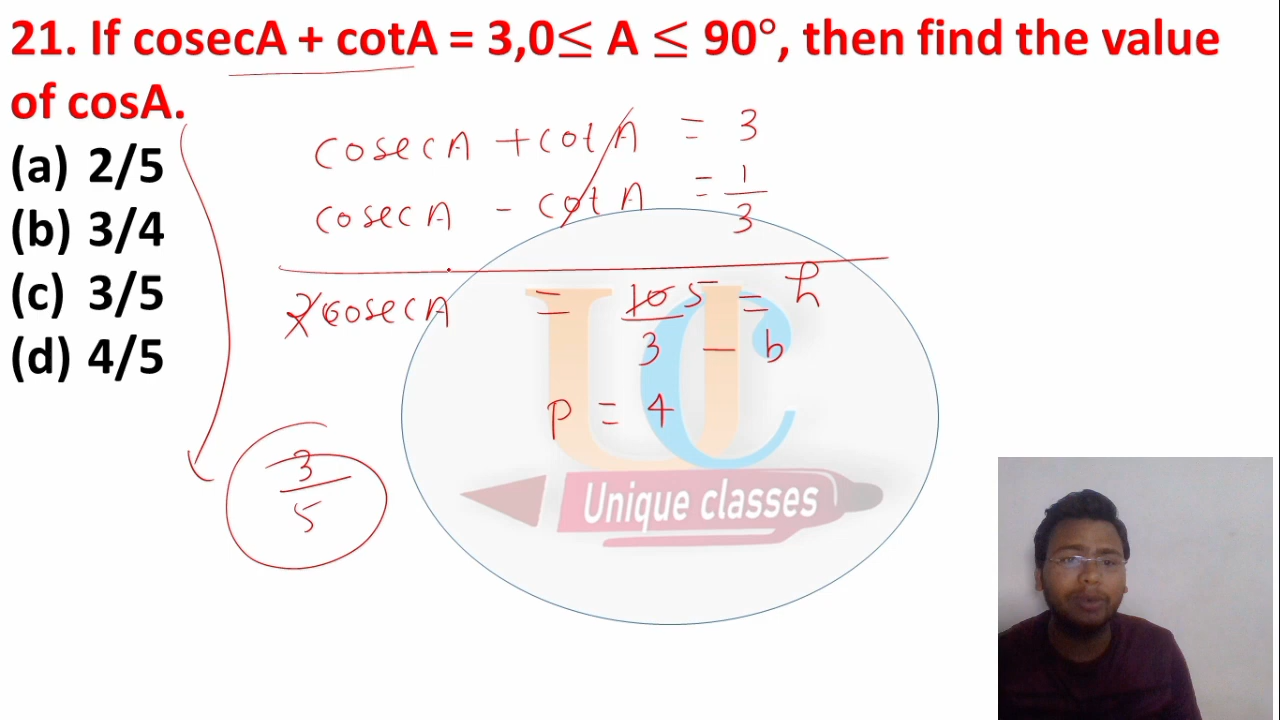 21. If cosecA + cotA = 3,0≤ A ≤ 90°, then find the value
of cosA.
(a) 2/5
(b) 3/4
(c) 3/5
(d) 4/5
cosecA + cotA = 3
cosecA - cotA = 1/3
2cosecA = 10 5/3 = h/b
p = 4
3/5
UC
Unique classes